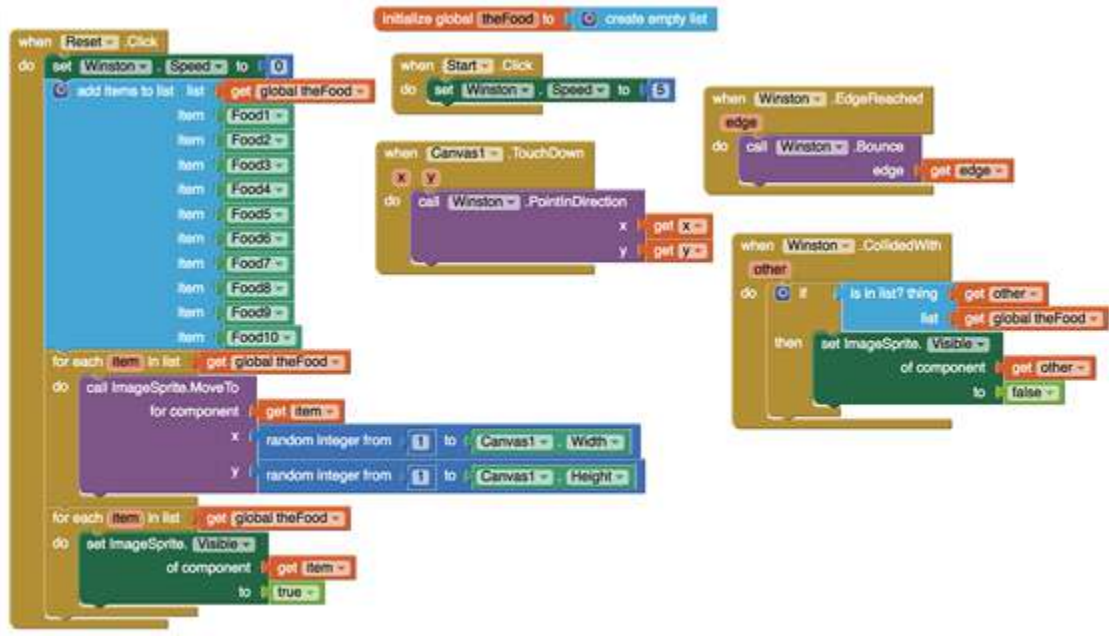 initialize global theFood to create empty list
when Reset .Click
do set Winston . Speed to 0
add items to list list get global theFood
item Food1
item Food2
item Food3
item Food4
item Food5
item Food6
item Food7
item Food8
item Food9
item Food10
for each item in list get global theFood
do call ImageSprite.MoveTo
for component get item
x random integer from 1 to Canvas1 . Width
y random integer from 1 to Canvas1 . Height
for each item in list get global theFood
do set ImageSprite. Visible
of component get item
to true
when Start .Click
do set Winston . Speed to 5
when Canvas1 .TouchDown
x y
do call Winston .PointInDirection
x get x
y get y
when Winston .EdgeReached
edge
do call Winston .Bounce
edge get edge
when Winston .CollidedWith
other
do if is in list? thing get other
list get global theFood
then set ImageSprite. Visible
of component get other
to false